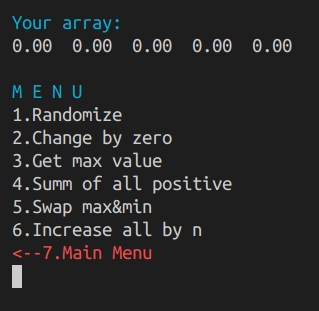 Your array:
0.00  0.00  0.00  0.00  0.00
M E N U
1.Randomize
2.Change by zero
3.Get max value
4.Summ of all positive
5.Swap max&min
6.Increase all by n
<--7.Main Menu